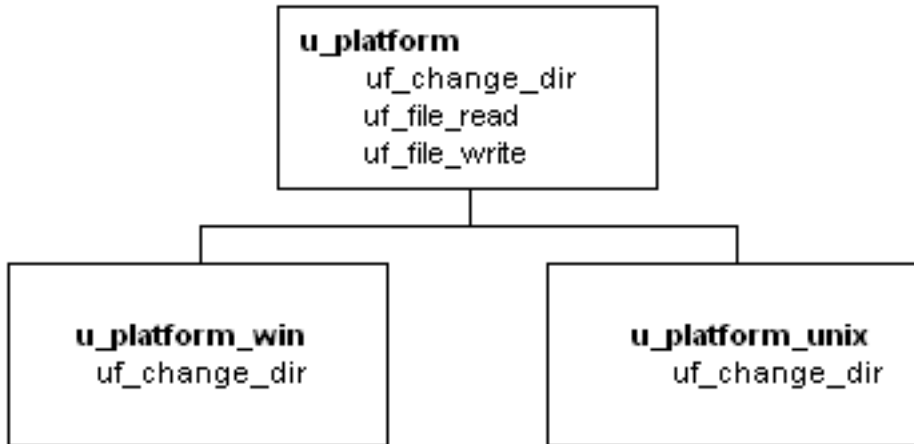 u_platform
uf_change_dir
uf_file_read
uf_file_write
u_platform_win
uf_change_dir
u_platform_unix
uf_change_dir